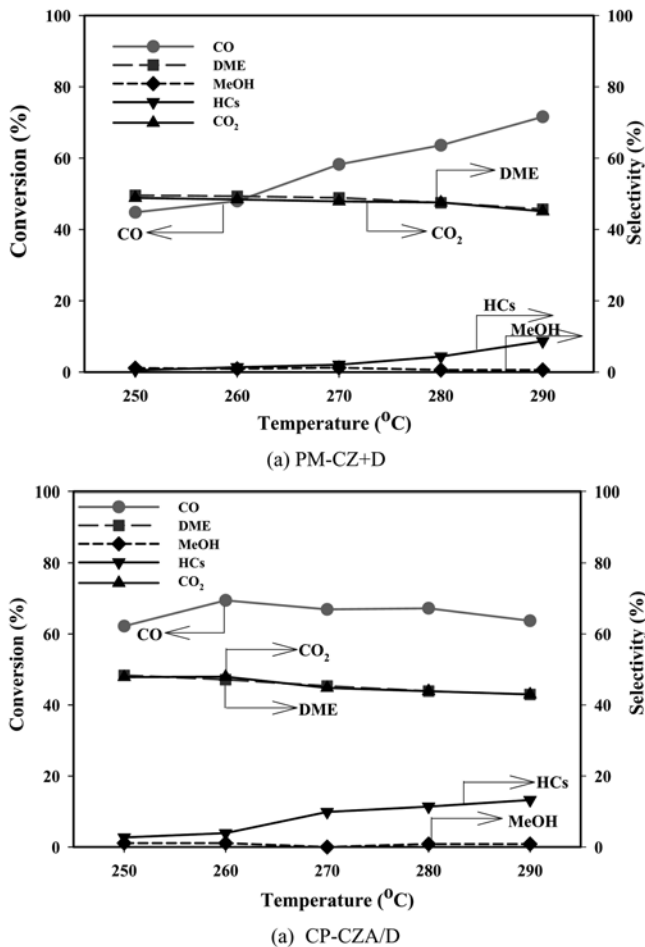 100
80
60
40
20
0
Conversion (%)
CO
DME
MeOH
HCs
CO2
DME
CO
CO2
HCs
MeOH
100
80
60
40
20
0
Selectivity (%)
250 260 270 280 290
Temperature (°C)
(a) PM-CZ+D
100
80
60
40
20
0
Conversion (%)
CO
DME
MeOH
HCs
CO2
CO
CO2
DME
HCs
MeOH
100
80
60
40
20
0
Selectivity (%)
250 260 270 280 290
Temperature (°C)
(a) CP-CZA/D